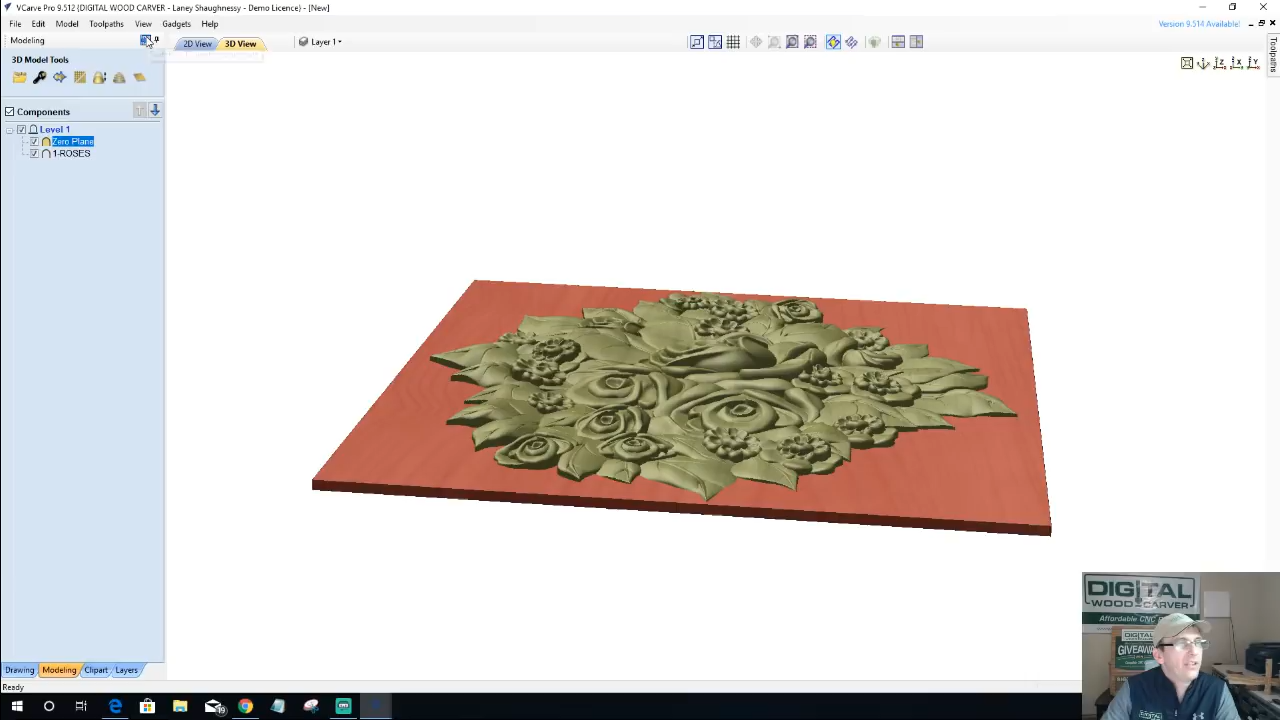 VCarve Pro 9.512 {DIGITAL WOOD CARVER - Laney Shaughnessy - Demo Licence} - [New]
File Edit Model Toolpaths View Gadgets Help
Version 9.514 Available!
Modeling
2D View
3D View
Layer 1
Toolpaths
3D Model Tools
Components
Level 1
Zero Plane
1-ROSES
DIGITAL
WOOD CARVER
Affordable CNC
DIGITAL
GIVEAWAY
Drawing
Modeling
Clipart
Layers
Ready
19